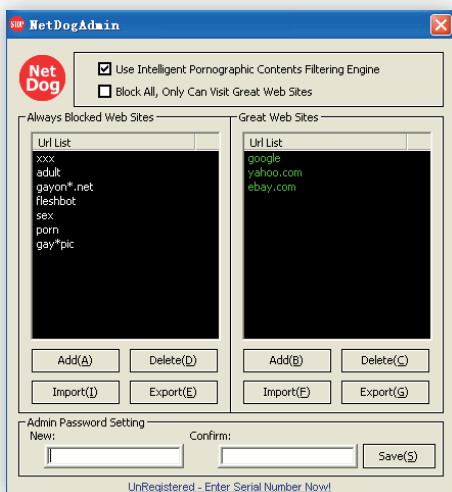 STOP NetDogAdmin
Net
Dog
Use Intelligent Pornographic Contents Filtering Engine
Block All, Only Can Visit Great Web Sites
Always Blocked Web Sites
Url List
xxx
adult
gayon*.net
fleshbot
sex
porn
gay*pic
Add(A)
Delete(D)
Import(I)
Export(E)
Great Web Sites
Url List
google
yahoo.com
ebay.com
Add(B)
Delete(C)
Import(F)
Export(G)
Admin Password Setting
New:
Confirm:
Save(S)
UnRegistered - Enter Serial Number Now!